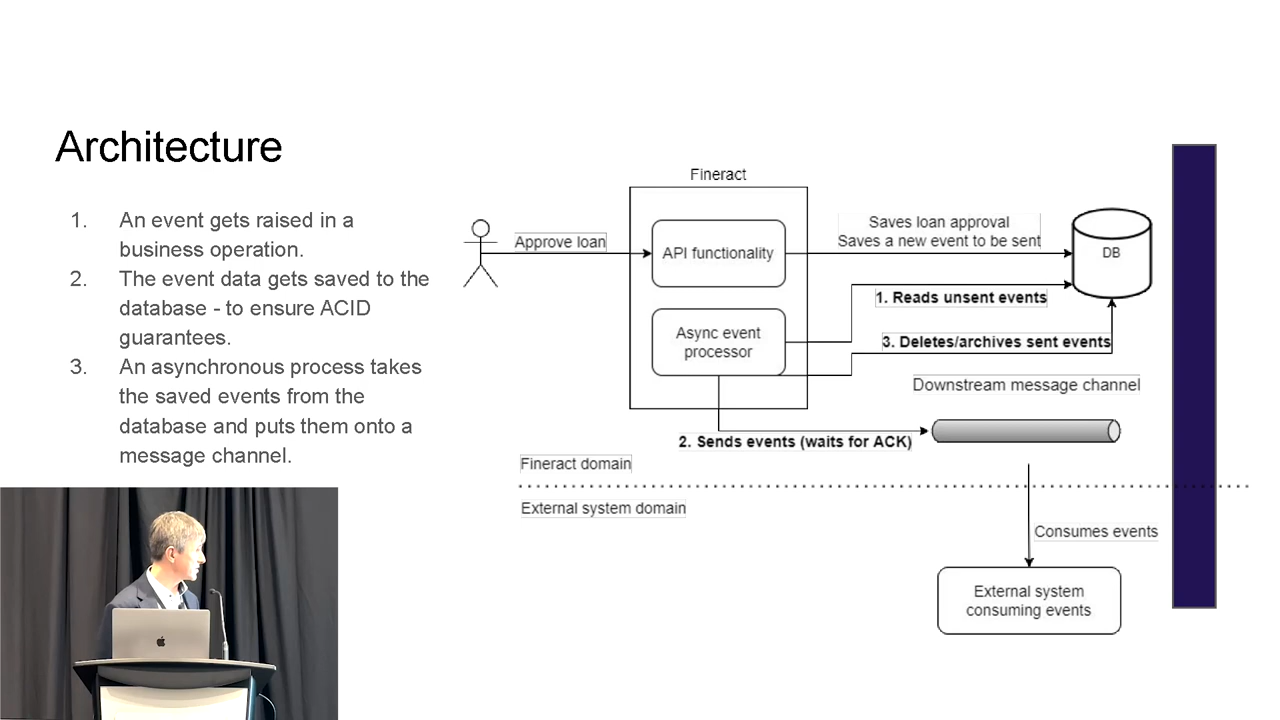 Architecture
1. An event gets raised in a
business operation.
2. The event data gets saved to the
database - to ensure ACID
guarantees.
3. An asynchronous process takes
the saved events from the
database and puts them onto a
message channel.
Fineract
Approve loan
API functionality
Saves loan approval
Saves a new event to be sent
DB
1. Reads unsent events
Async event
processor
3. Deletes/archives sent events
Downstream message channel
2. Sends events (waits for ACK)
Fineract domain
External system domain
Consumes events
External system
consuming events